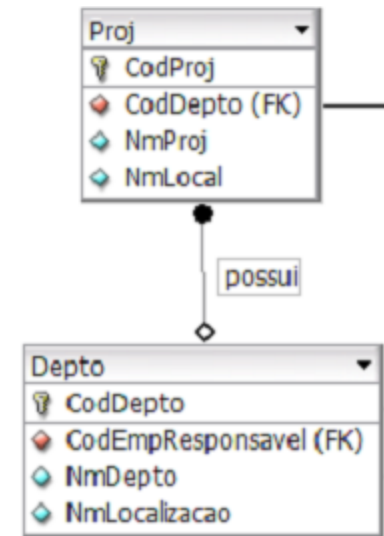 Proj
CodProj
CodDepto (FK)
NmProj
NmLocal
possui
Depto
CodDepto
CodEmpResponsavel (FK)
NmDepto
NmLocalizacao